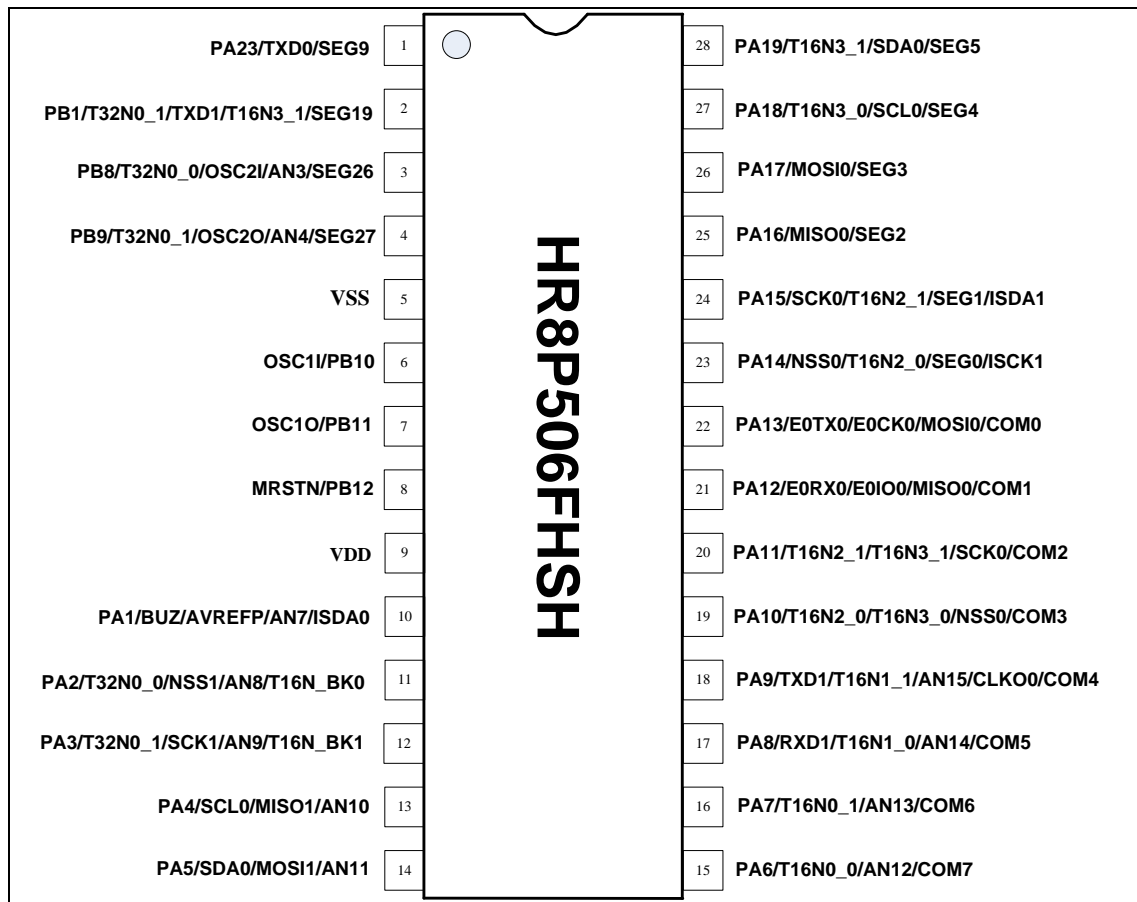 PA23/TXD0/SEG9 1
PB1/T32N0_1/TXD1/T16N3_1/SEG19 2
PB8/T32N0_0/OSC2I/AN3/SEG26 3
PB9/T32N0_1/OSC2O/AN4/SEG27 4
VSS 5
OSC1I/PB10 6
OSC1O/PB11 7
MRSTN/PB12 8
VDD 9
PA1/BUZ/AVREFP/AN7/ISDA0 10
PA2/T32N0_0/NSS1/AN8/T16N_BK0 11
PA3/T32N0_1/SCK1/AN9/T16N_BK1 12
PA4/SCL0/MISO1/AN10 13
PA5/SDA0/MOSI1/AN11 14
HR8P506FHSH
28 PA19/T16N3_1/SDA0/SEG5
27 PA18/T16N3_0/SCL0/SEG4
26 PA17/MOSI0/SEG3
25 PA16/MISO0/SEG2
24 PA15/SCK0/T16N2_1/SEG1/ISDA1
23 PA14/NSS0/T16N2_0/SEG0/ISCK1
22 PA13/E0TX0/E0CK0/MOSI0/COM0
21 PA12/E0RX0/E0IO0/MISO0/COM1
20 PA11/T16N2_1/T16N3_1/SCK0/COM2
19 PA10/T16N2_0/T16N3_0/NSS0/COM3
18 PA9/TXD1/T16N1_1/AN15/CLKO0/COM4
17 PA8/RXD1/T16N1_0/AN14/COM5
16 PA7/T16N0_1/AN13/COM6
15 PA6/T16N0_0/AN12/COM7